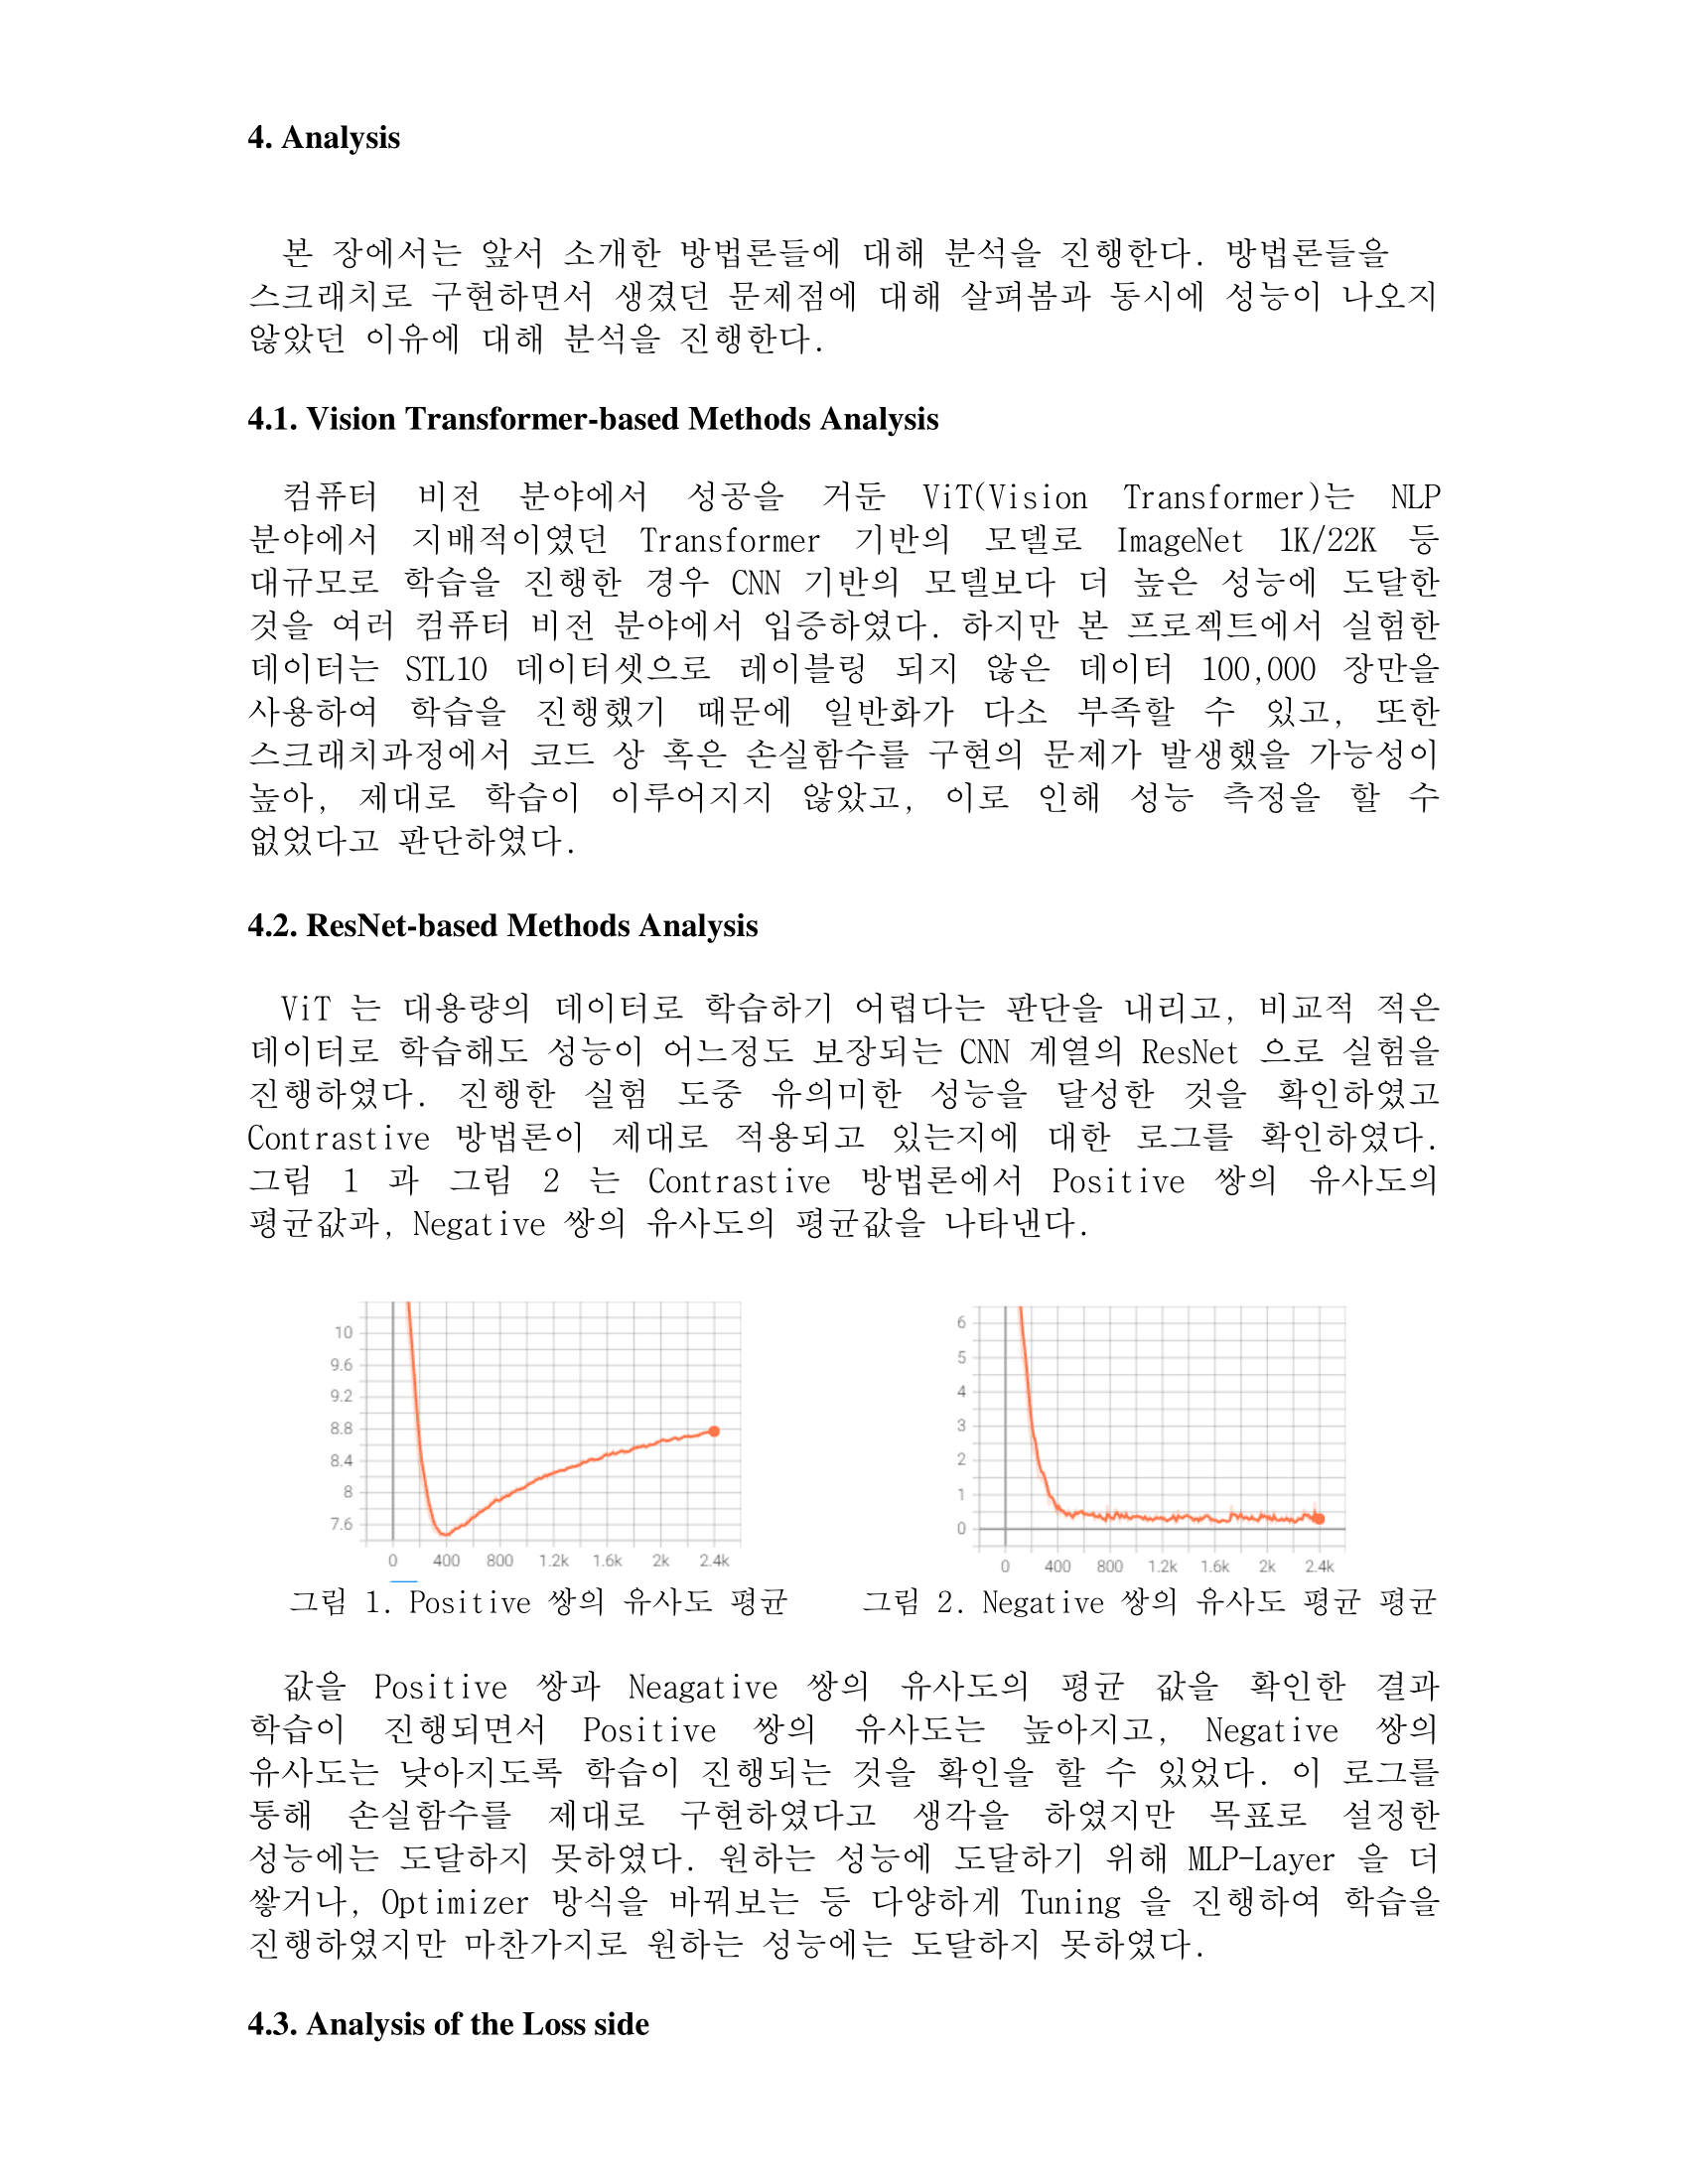 4. Analysis
본 장에서는 앞서 소개한 방법론들에 대해 분석을 진행한다. 방법론들을
스크래치로 구현하면서 생겼던 문제점에 대해 살펴봄과 동시에 성능이 나오지
않았던 이유에 대해 분석을 진행한다.
4.1. Vision Transformer-based Methods Analysis
컴퓨터 비전 분야에서 성공을 거둔 ViT(Vision Transformer)는 NLP
분야에서 지배적이였던 Transformer 기반의 모델로 ImageNet 1K/22K 등
대규모로 학습을 진행한 경우 CNN 기반의 모델보다 더 높은 성능에 도달한
것을 여러 컴퓨터 비전 분야에서 입증하였다. 하지만 본 프로젝트에서 실험한
데이터는 STL10 데이터셋으로 레이블링 되지 않은 데이터 100,000 장만을
사용하여 학습을 진행했기 때문에 일반화가 다소 부족할 수 있고, 또한
스크래치과정에서 코드 상 혹은 손실함수를 구현의 문제가 발생했을 가능성이
높아, 제대로 학습이 이루어지지 않았고, 이로 인해 성능 측정을 할 수
없었다고 판단하였다.
4.2. ResNet-based Methods Analysis
ViT 는 대용량의 데이터로 학습하기 어렵다는 판단을 내리고, 비교적 적은
데이터로 학습해도 성능이 어느정도 보장되는 CNN 계열의 ResNet 으로 실험을
진행하였다. 진행한 실험 도중 유의미한 성능을 달성한 것을 확인하였고
Contrastive 방법론이 제대로 적용되고 있는지에 대한 로그를 확인하였다.
그림 1 과 그림 2 는 Contrastive 방법론에서 Positive 쌍의 유사도의
평균값과, Negative 쌍의 유사도의 평균값을 나타낸다.
10
9.6
9.2
8.8
8.4
8
7.6
0 400 800 1.2k 1.6k 2k 2.4k
6
5
4
3
2
1
0
0 400 800 1.2k 1.6k 2k 2.4k
그림 1. Positive 쌍의 유사도 평균 그림 2. Negative 쌍의 유사도 평균 평균
값을 Positive 쌍과 Neagative 쌍의 유사도의 평균 값을 확인한 결과
학습이 진행되면서 Positive 쌍의 유사도는 높아지고, Negative 쌍의
유사도는 낮아지도록 학습이 진행되는 것을 확인을 할 수 있었다. 이 로그를
통해 손실함수를 제대로 구현하였다고 생각을 하였지만 목표로 설정한
성능에는 도달하지 못하였다. 원하는 성능에 도달하기 위해 MLP-Layer 을 더
쌓거나, Optimizer 방식을 바꿔보는 등 다양하게 Tuning 을 진행하여 학습을
진행하였지만 마찬가지로 원하는 성능에는 도달하지 못하였다.
4.3. Analysis of the Loss side